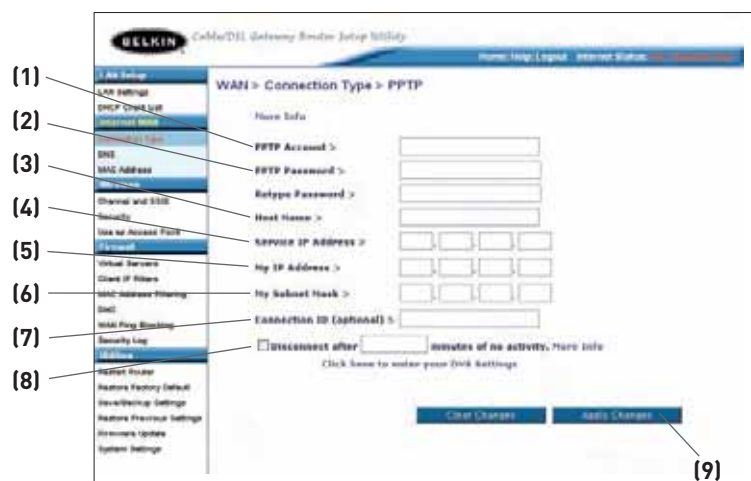 BELKIN
Cable/DSL Gateway Router Setup Utility
Home|Help|Logout Internet Status:
LAN Setup
LAN Settings
DHCP Client List
Internet WAN
Connection Type
DNS
MAC Address
Wireless
Channel and SSID
Security
Use as Access Point
Firewall
Virtual Servers
Client IP Filters
MAC Address Filtering
DMZ
WAN Ping Blocking
Security Log
Utilities
Restart Router
Restore Factory Default
Save/Backup Settings
Restore Previous Settings
Firmware Update
System Settings
WAN > Connection Type > PPTP
More Info
PPTP Account >
PPTP Password >
Retype Password >
Host Name >
Service IP Address >
My IP Address >
My Subnet Mask >
Connection ID (optional) >
Disconnect after minutes of no activity. More Info
Click here to enter your DNS Settings
Clear Changes
Apply Changes
(1)
(2)
(3)
(4)
(5)
(6)
(7)
(8)
(9)